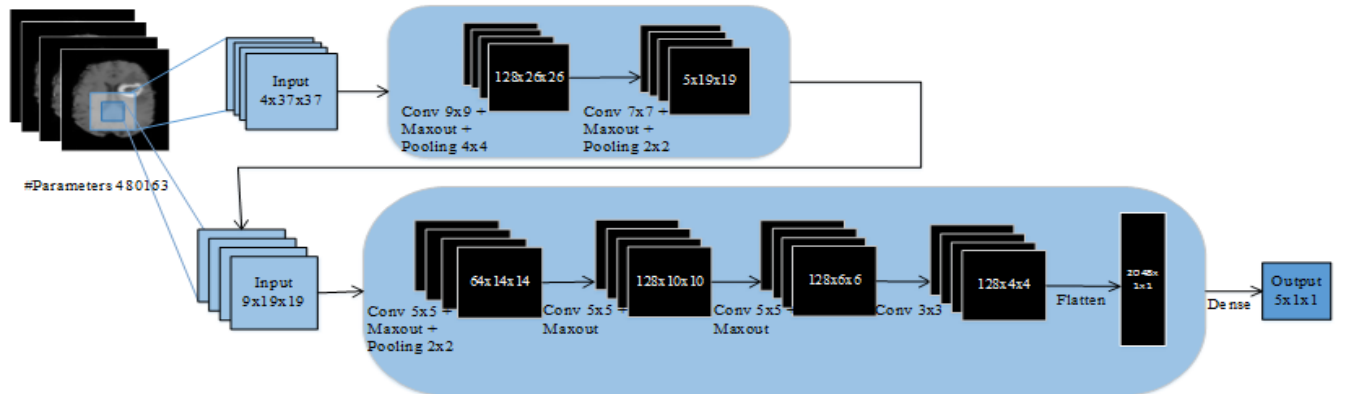 Input
4x37x37
128x26x26
5x19x19
Conv 9x9 +
Maxout +
Pooling 4x4
Conv 7x7 +
Maxout +
Pooling 2x2
#Parameters 480163
Input
9x19x19
64x14x14
128x10x10
128x6x6
128x4x4
2048x
1x1
Conv 5x5 +
Maxout +
Pooling 2x2
Conv 5x5 +
Maxout
Conv 5x5
Maxout
Conv 3x3
Flatten
Dense
Output
5x1x1